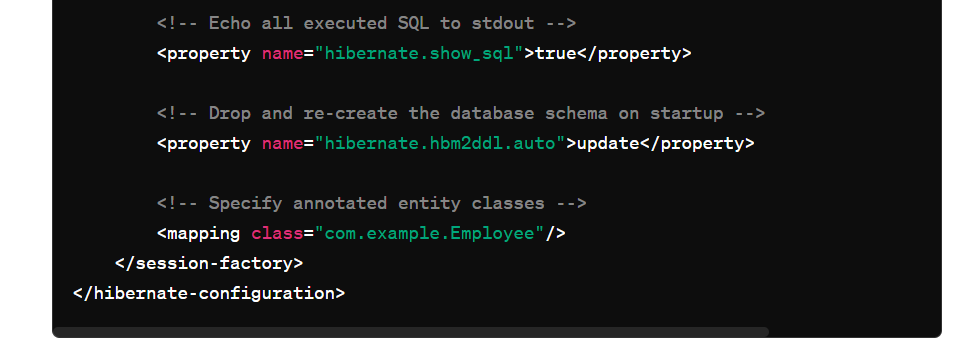 <!-- Echo all executed SQL to stdout -->
<property name="hibernate.show_sql">true</property>
<!-- Drop and re-create the database schema on startup -->
<property name="hibernate.hbm2ddl.auto">update</property>
<!-- Specify annotated entity classes -->
<mapping class="com.example.Employee"/>
</session-factory>
</hibernate-configuration>